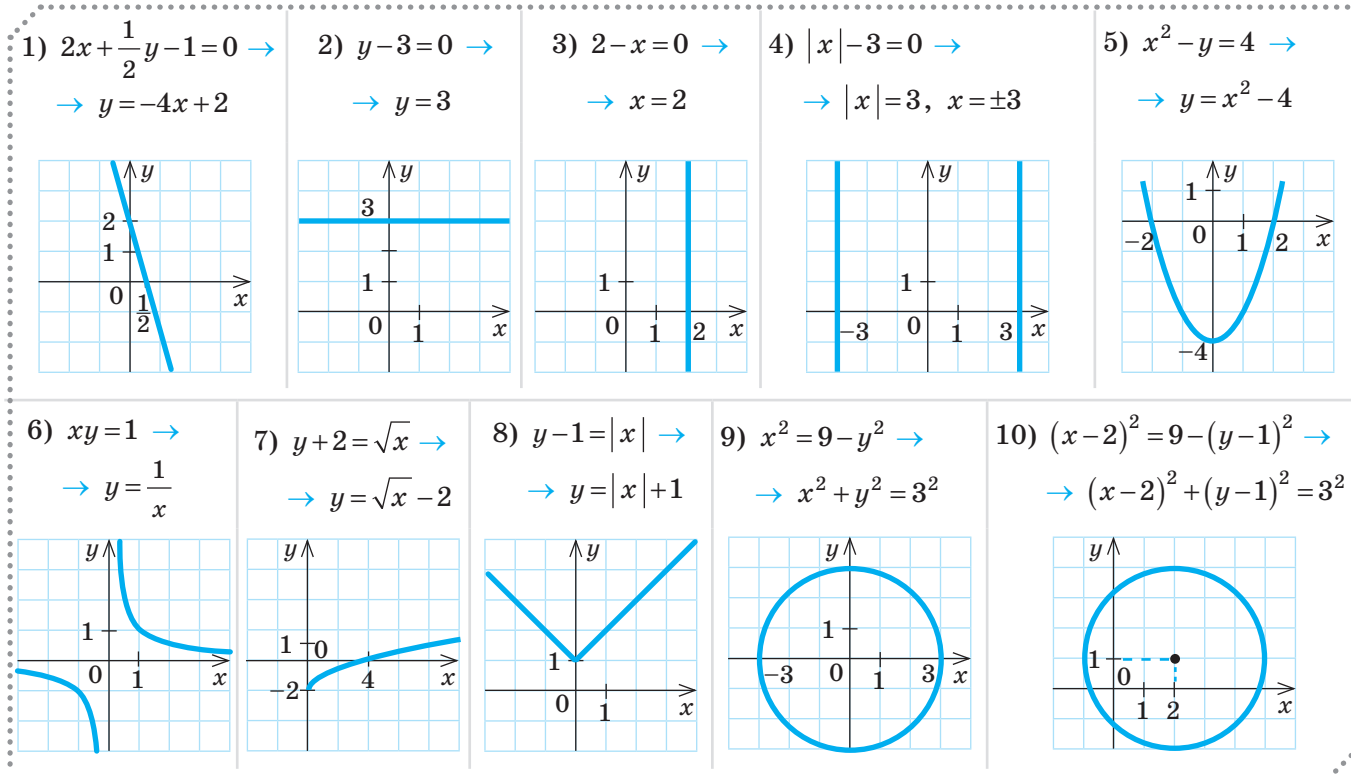 1) 2x+1/2y−1=0 →
→ y=−4x+2
y
2
1
0
1/2
x
2) y−3=0 →
→ y=3
y
3
1
0
1
x
3) 2−x=0 →
→ x=2
y
1
0
1
2
x
4) |x|−3=0 →
→ |x|=3, x=±3
y
1
−3
0
1
3
x
5) x²−y=4 →
→ y=x²−4
y
1
−2
0
1
2
x
−4
6) xy=1 →
→ y=1/x
y
1
0
1
x
7) y+2=√x →
→ y=√x−2
y
1
0
−2
4
x
8) y−1=|x| →
→ y=|x|+1
y
1
0
1
x
9) x²=9−y² →
→ x²+y²=3²
y
1
−3
0
1
3
x
10) (x−2)²=9−(y−1)² →
→ (x−2)²+(y−1)²=3²
y
1
0
1
2
x